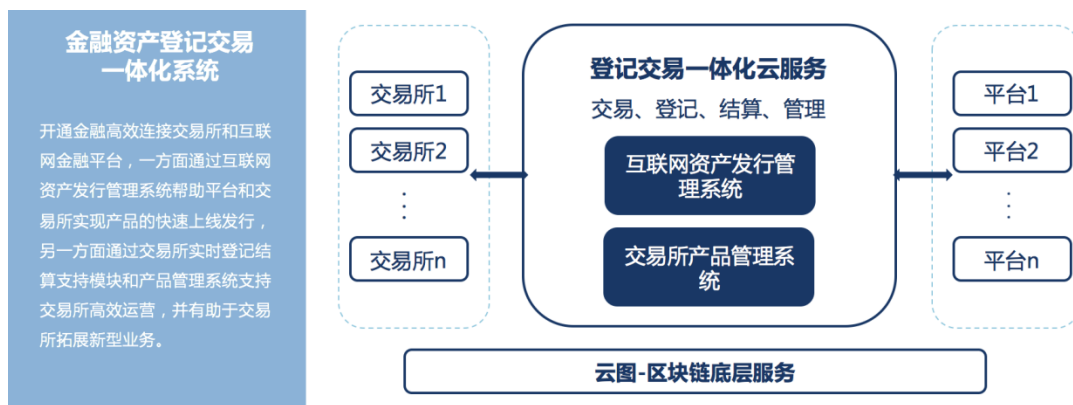 金融资产登记交易
一体化系统
开通金融高效连接交易所和互联
网金融平台，一方面通过互联网
资产发行管理系统帮助平台和交
易所实现产品的快速上线发行，
另一方面通过交易所实时登记结
算支持模块和产品管理系统支持
交易所高效运营，并有助于交易
所拓展新型业务。
交易所1
交易所2
⋮
交易所n
登记交易一体化云服务
交易、登记、结算、管理
互联网资产发行管
理系统
交易所产品管理系
统
平台1
平台2
⋮
平台n
云图-区块链底层服务